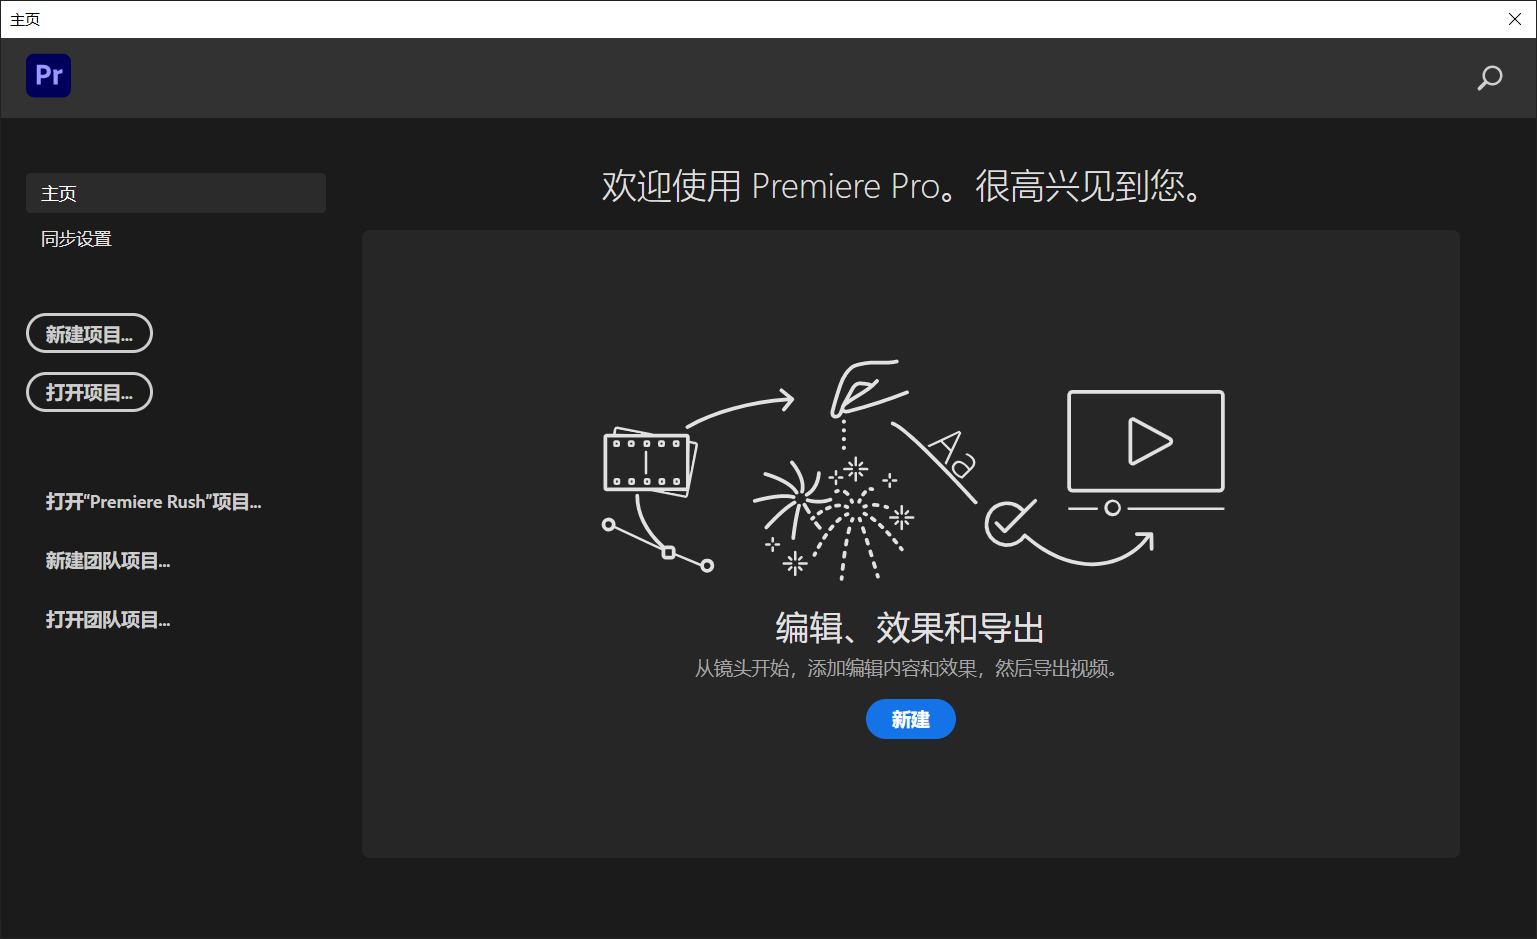 主页
Pr
主页
同步设置
新建项目...
打开项目...
打开“Premiere Rush”项目...
新建团队项目...
打开团队项目...
欢迎使用 Premiere Pro。很高兴见到您。
Aa
编辑、效果和导出
从镜头开始，添加编辑内容和效果，然后导出视频。
新建